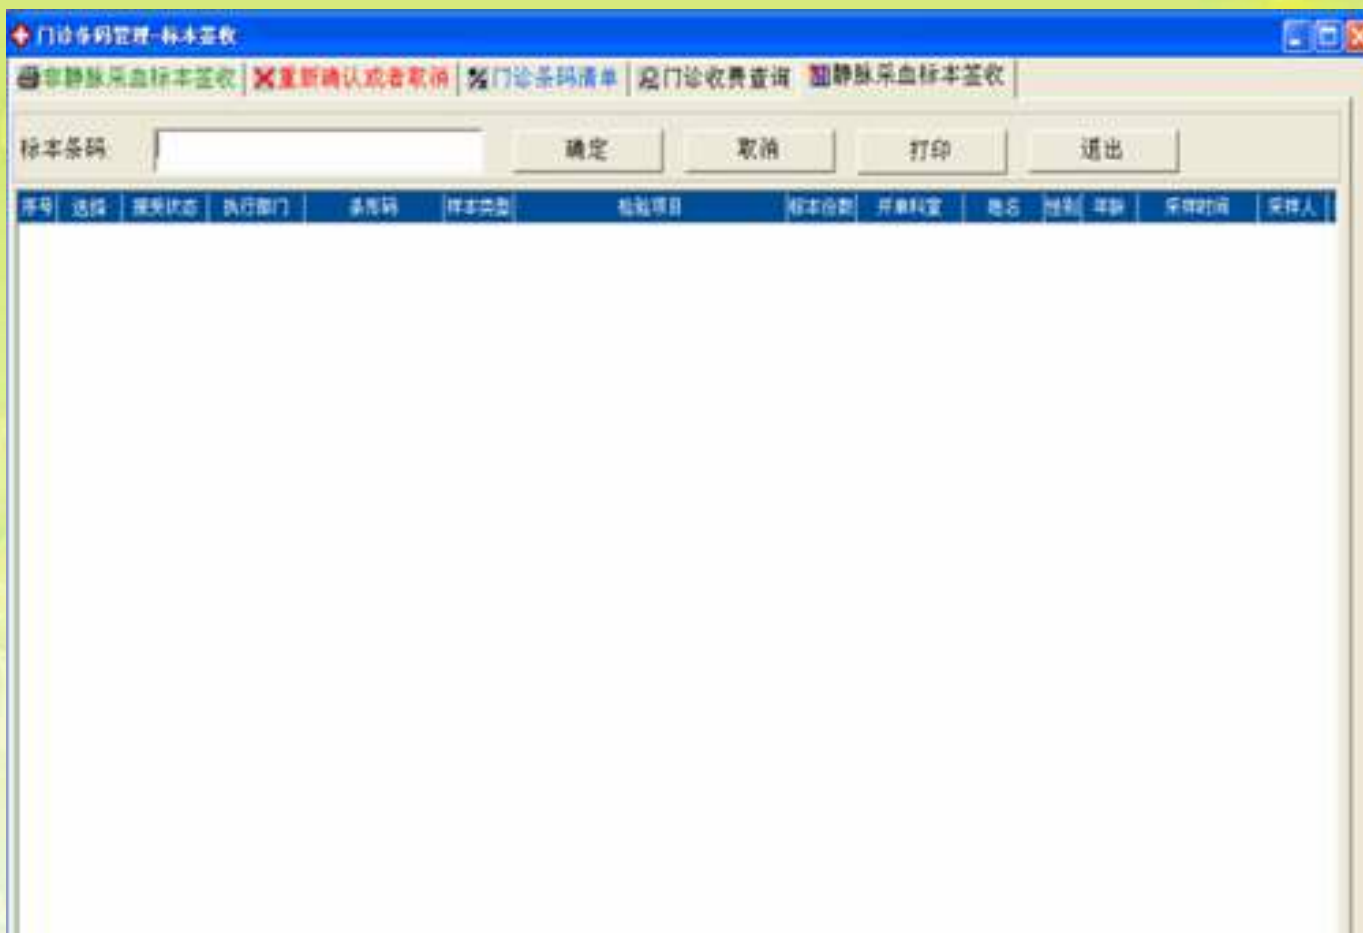 门诊条码管理-标本签收
非静脉采血标本签收 重新确认或者取消 门诊条码清单 门诊收费查询 静脉采血标本签收
标本条码 确定 取消 打印 退出
序号 选择 接受状态 执行部门 条形码 样本类型 检验项目 标本份数 开单科室 姓名 性别 年龄 采样时间 采样人